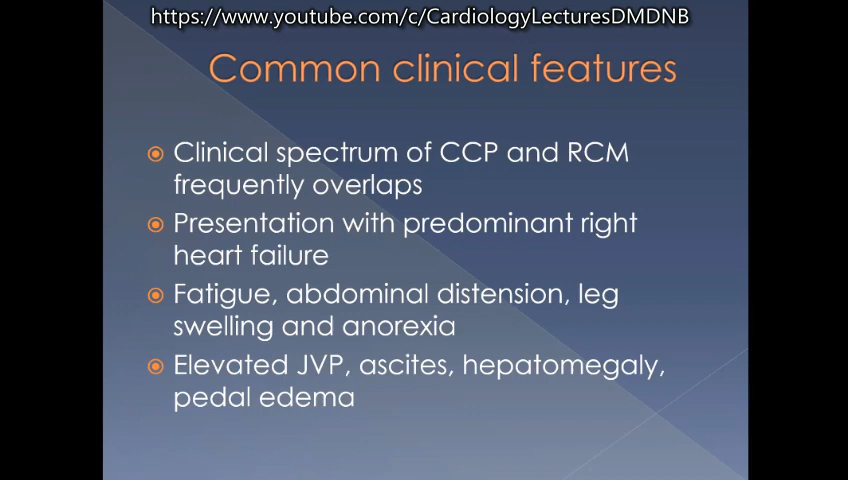 https://www.youtube.com/c/CardiologyLecturesDMDNB
Common clinical features
Clinical spectrum of CCP and RCM
frequently overlaps
Presentation with predominant right
heart failure
Fatigue, abdominal distension, leg
swelling and anorexia
Elevated JVP, ascites, hepatomegaly,
pedal edema